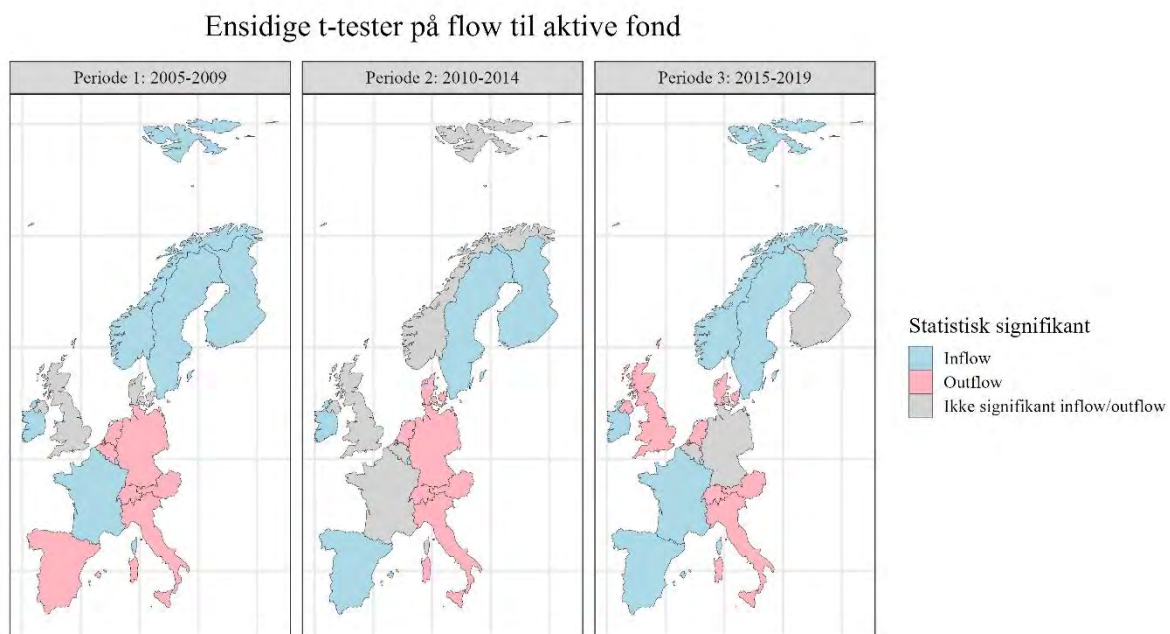 Ensidige t-tester på flow til aktive fond
Periode 1: 2005-2009
Periode 2: 2010-2014
Periode 3: 2015-2019
Statistisk signifikant
Inflow
Outflow
Ikke signifikant inflow/outflow